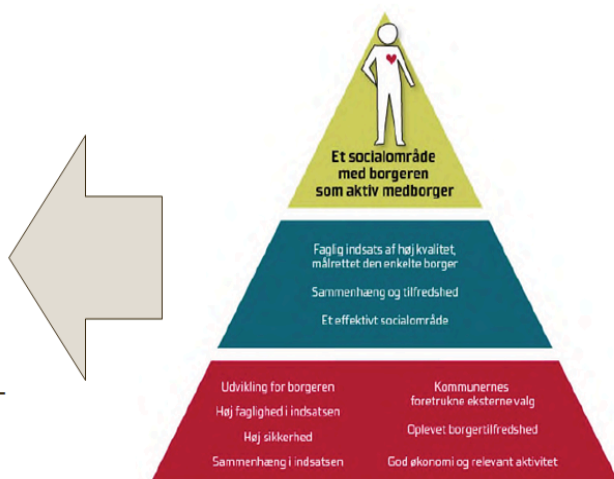 Et socialområde
med borgeren
som aktiv medborger
Faglig indsats af høj kvalitet,
målrettet den enkelte borger
Sammenhæng og tilfredshed
Et effektivt socialområde
Udvikling for borgeren
Høj faglighed i indsatsen
Høj sikkerhed
Sammenhæng i indsatsen
Kommunernes
foretrukne eksterne valg
Oplevet borgertilfredshed
God økonomi og relevant aktivitet